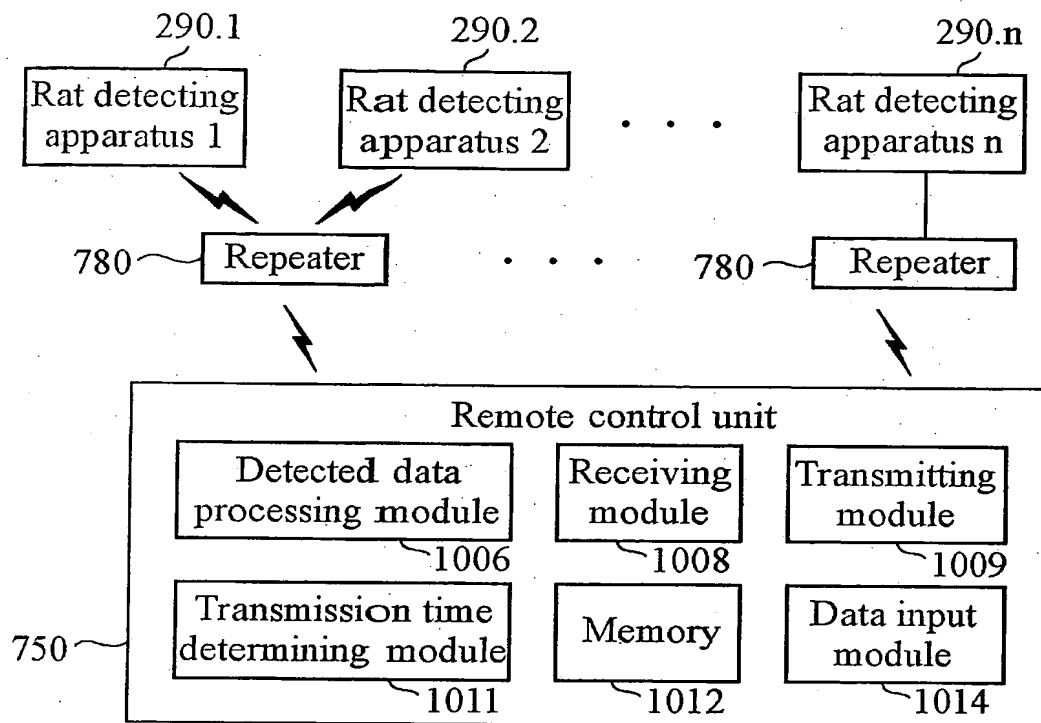 290.1
290.2
290.n
Rat detecting
apparatus 1
Rat detecting
apparatus 2
. . .
Rat detecting
apparatus n
780
Repeater
. . .
780
Repeater
Remote control unit
Detected data
processing module
1006
Receiving
module
1008
Transmitting
module
1009
750
Transmission time
determining module
1011
Memory
1012
Data input
module
1014